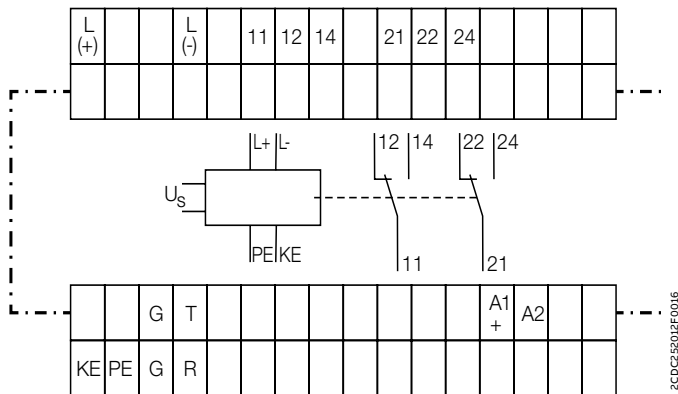 L (+) L (-) 11 12 14 21 22 24
L+ L- 12 14 22 24
Us
PE KE 11 21
G T A1 + A2
KE PE G R
2CDC252012F0016